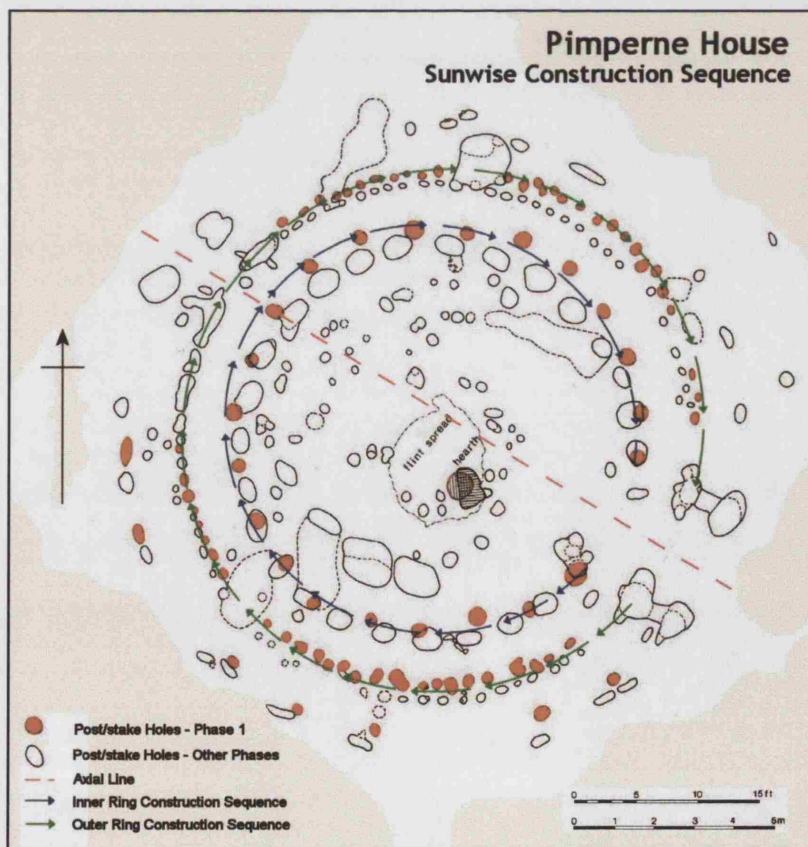 Pimperne House
Sunwise Construction Sequence
flint spread
hearth
Post/stake Holes - Phase 1
Post/stake Holes - Other Phases
Axial Line
Inner Ring Construction Sequence
Outer Ring Construction Sequence
0 5 10 15 ft
0 1 2 3 4 5m